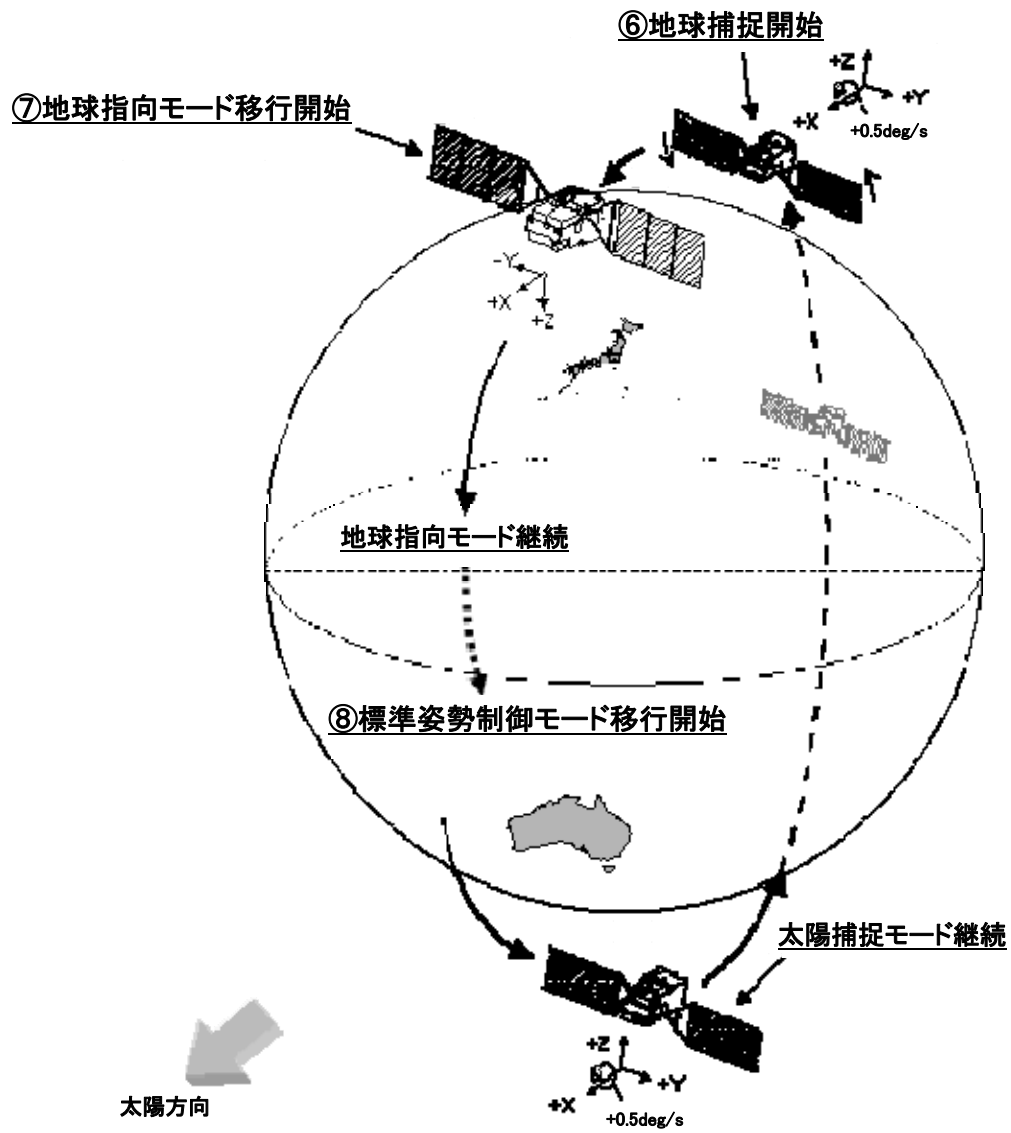 ⑥地球捕捉開始
⑦地球指向モード移行開始
+Z
+Y
+X
+0.5deg/s
-Y
+X
+Z
地球指向モード継続
⑧標準姿勢制御モード移行開始
太陽捕捉モード継続
+Z
+Y
+X
+0.5deg/s
太陽方向